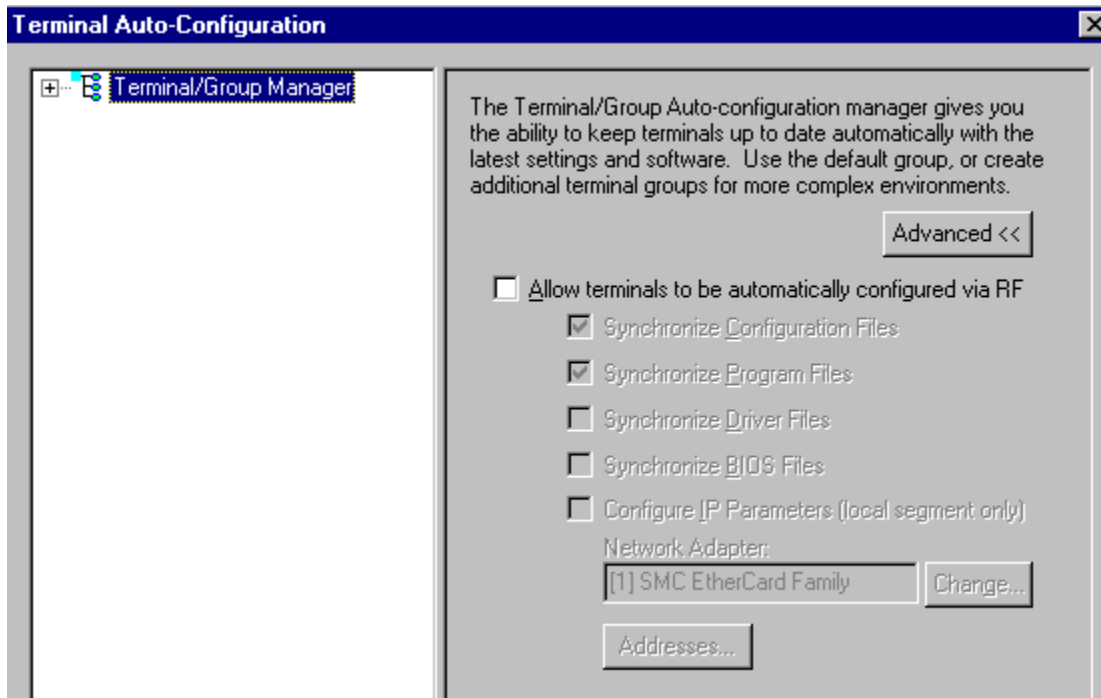 Terminal Auto-Configuration
Terminal/Group Manager
The Terminal/Group Auto-configuration manager gives you
the ability to keep terminals up to date automatically with the
latest settings and software. Use the default group, or create
additional terminal groups for more complex environments.
Advanced <<
Allow terminals to be automatically configured via RF
Synchronize Configuration Files
Synchronize Program Files
Synchronize Driver Files
Synchronize BIOS Files
Configure IP Parameters (local segment only)
Network Adapter:
[1] SMC EtherCard Family
Change...
Addresses...